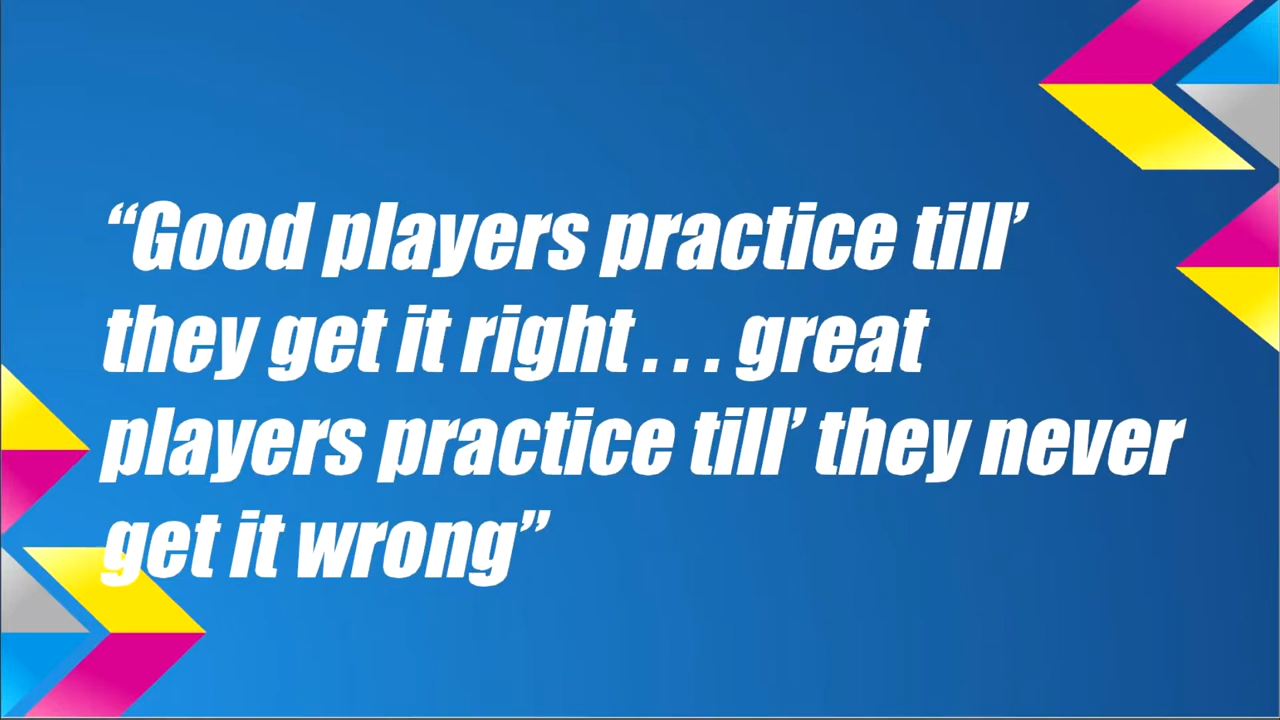 “Good players practice till’
they get it right . . . great
players practice till’ they never
get it wrong”